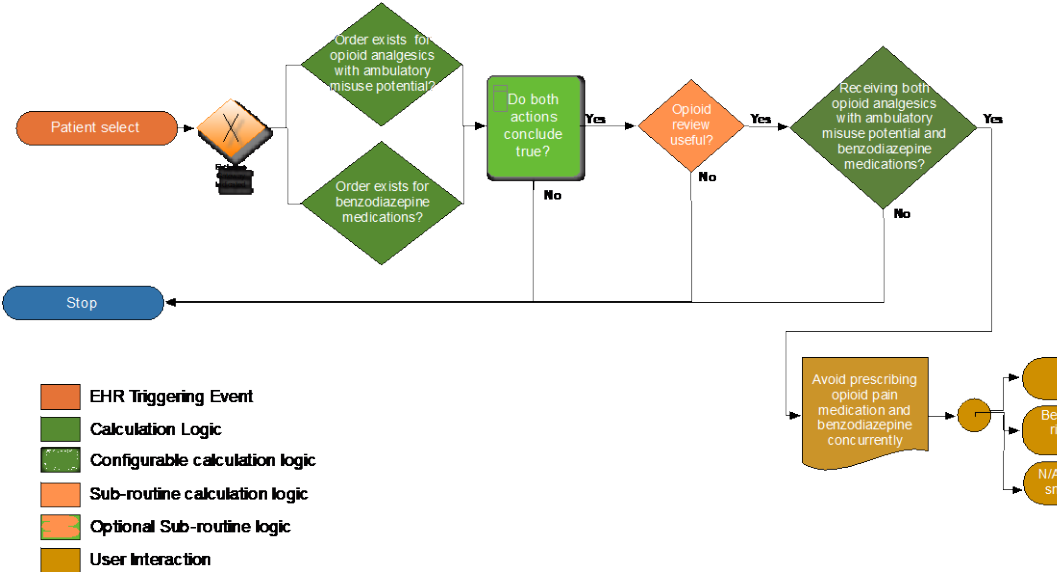 Order exists for
opioid analgesics
with ambulatory
misuse potential?
Patient select
X
Order exists for
benzodiazepine
medications?
Do both
actions
conclude
true?
Yes
No
Opioid
review
useful?
Yes
No
Receiving both
opioid analgesics
with ambulatory
misuse potential and
benzodiazepine
medications?
Yes
No
Stop
Avoid prescribing
opioid pain
medication and
benzodiazepine
concurrently
Be
ri
N/A
sn
EHR Triggering Event
Calculation Logic
Configurable calculation logic
Sub-routine calculation logic
Optional Sub-routine logic
User Interaction